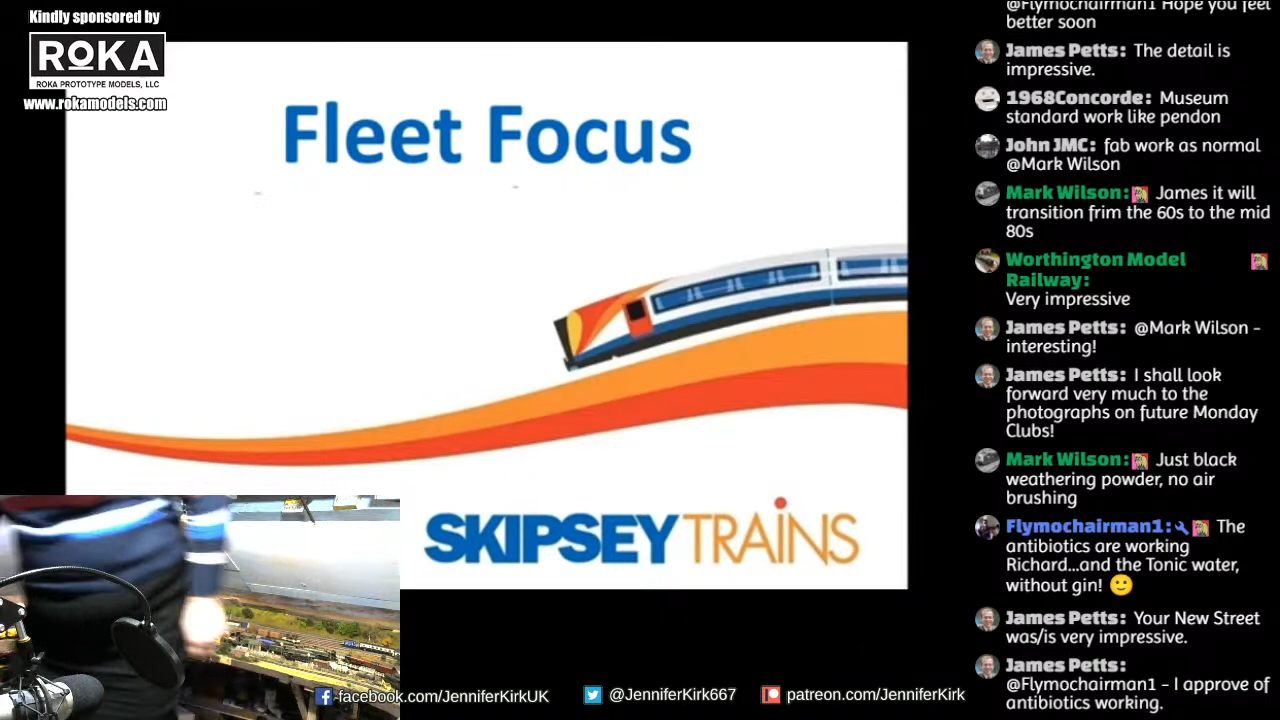 Kindly sponsored by
ROKA
ROKA PROTOTYPE MODELS, LLC
www.rokamodels.com
Fleet Focus
SKIPSEY TRAINS
facebook.com/JenniferKirkUK
@JenniferKirk667
patreon.com/JenniferKirk
@Flymochairman1 Hope you feel
better soon
James Petts: The detail is
impressive.
1968Concorde: Museum
standard work like pendon
John JMC: fab work as normal
@Mark Wilson
Mark Wilson: James it will
transition frim the 60s to the mid
80s
Worthington Model
Railway:
Very impressive
James Petts: @Mark Wilson -
interesting!
James Petts: I shall look
forward very much to the
photographs on future Monday
Clubs!
Mark Wilson: Just black
weathering powder, no air
brushing
Flymochairman1: The
antibiotics are working
Richard...and the Tonic water,
without gin! 🙂
James Petts: Your New Street
was/is very impressive.
James Petts:
@Flymochairman1 - I approve of
antibiotics working.